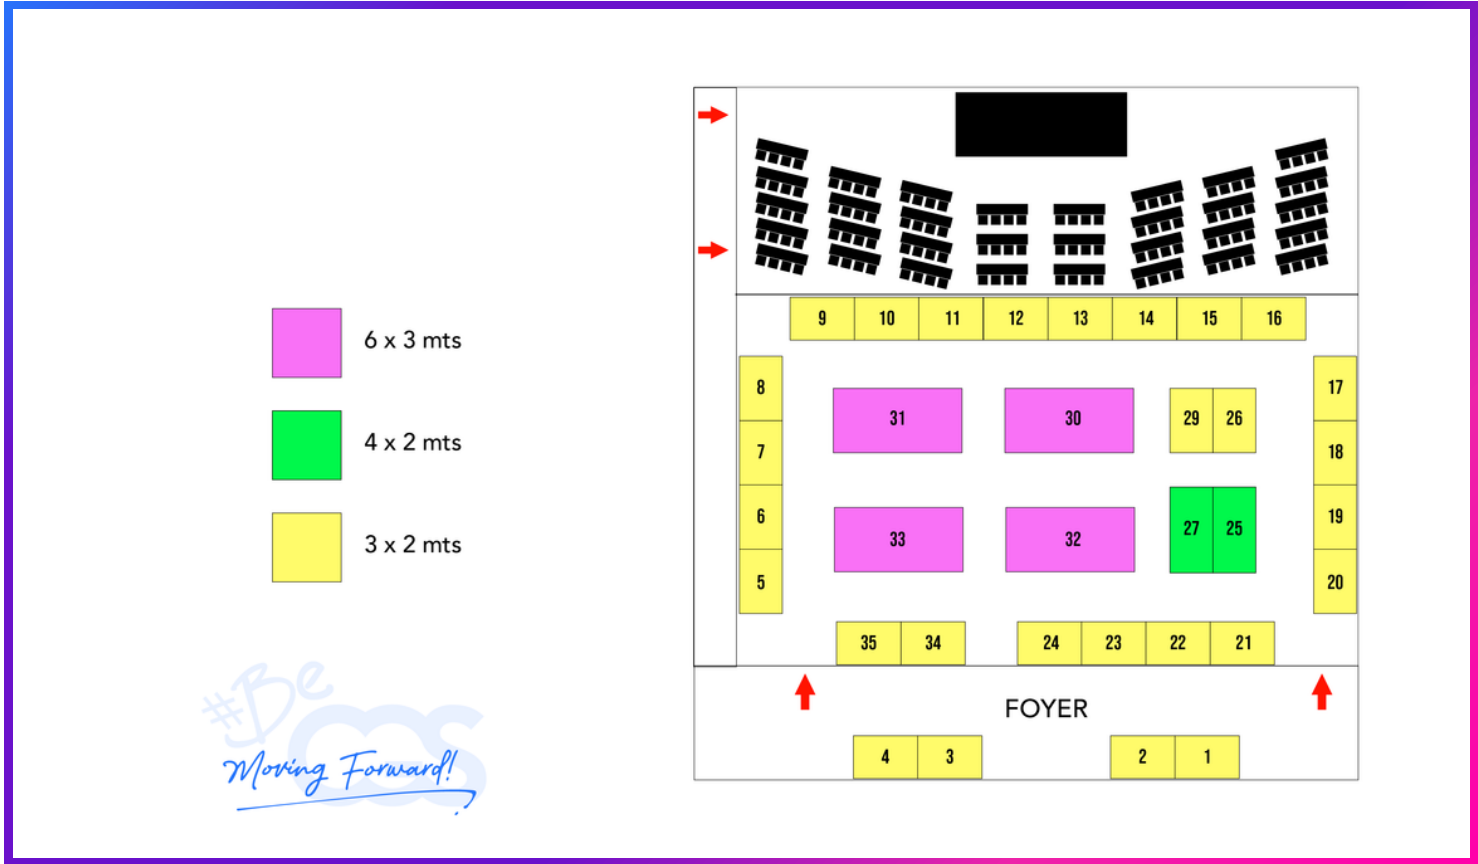 6 x 3 mts
4 x 2 mts
3 x 2 mts
#Be
CCS
Moving Forward!
9 10 11 12 13 14 15 16
8
7
6
5
31 30 29 26
33 32 27 25
17
18
19
20
35 34 24 23 22 21
FOYER
4 3 2 1